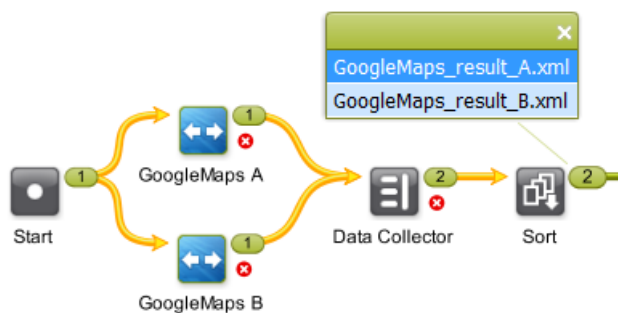 GoogleMaps_result_A.xml
GoogleMaps_result_B.xml
1
GoogleMaps A
1
Start
2
Data Collector
2
Sort
1
GoogleMaps B